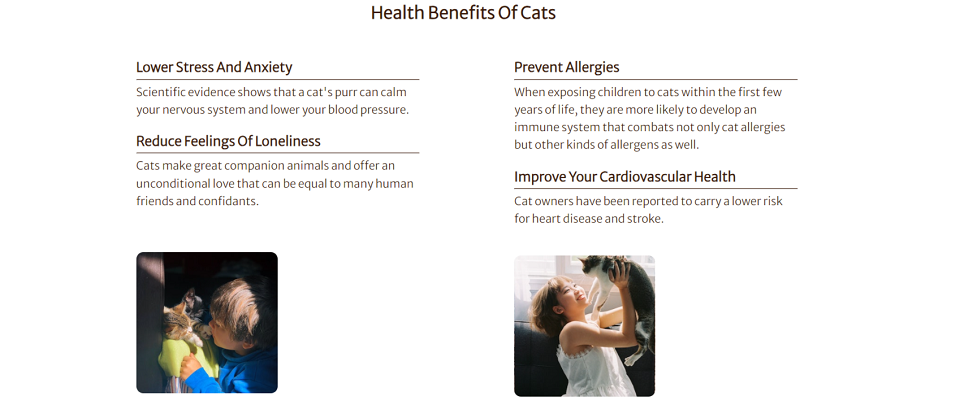 Health Benefits Of Cats
Lower Stress And Anxiety
Scientific evidence shows that a cat's purr can calm
your nervous system and lower your blood pressure.
Reduce Feelings Of Loneliness
Cats make great companion animals and offer an
unconditional love that can be equal to many human
friends and confidants.
Prevent Allergies
When exposing children to cats within the first few
years of life, they are more likely to develop an
immune system that combats not only cat allergies
but other kinds of allergens as well.
Improve Your Cardiovascular Health
Cat owners have been reported to carry a lower risk
for heart disease and stroke.